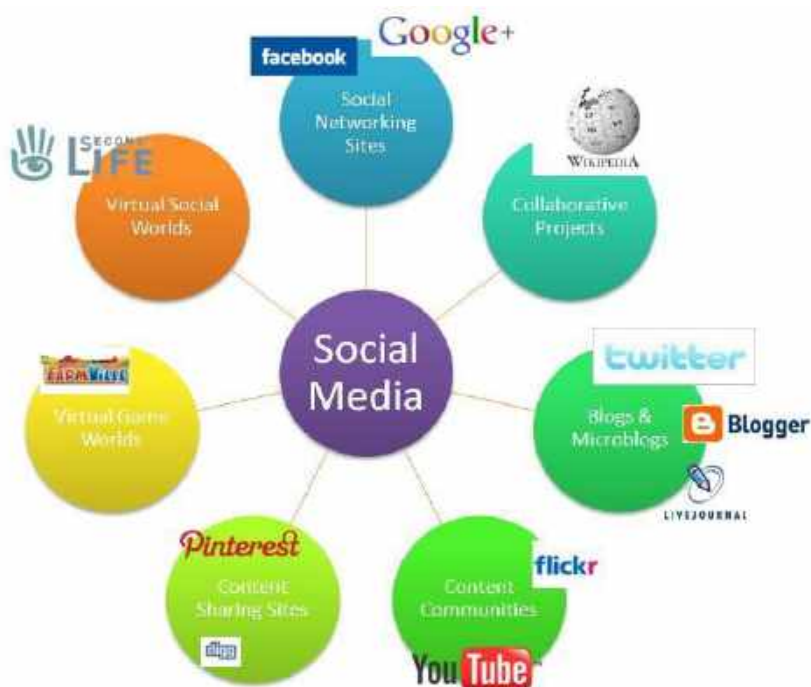 Google+
facebook
Social
Networking
Sites
WIKIPEDIA
Collaborative
Projects
twitter
Blogs &
Microblogs
Blogger
LIVEJOURNAL
flickr
Content
Communities
YouTube
Pinterest
Content
Sharing Sites
digg
FARMVILLE
Virtual Game
Worlds
SECOND
LIFE
Virtual Social
Worlds
Social
Media